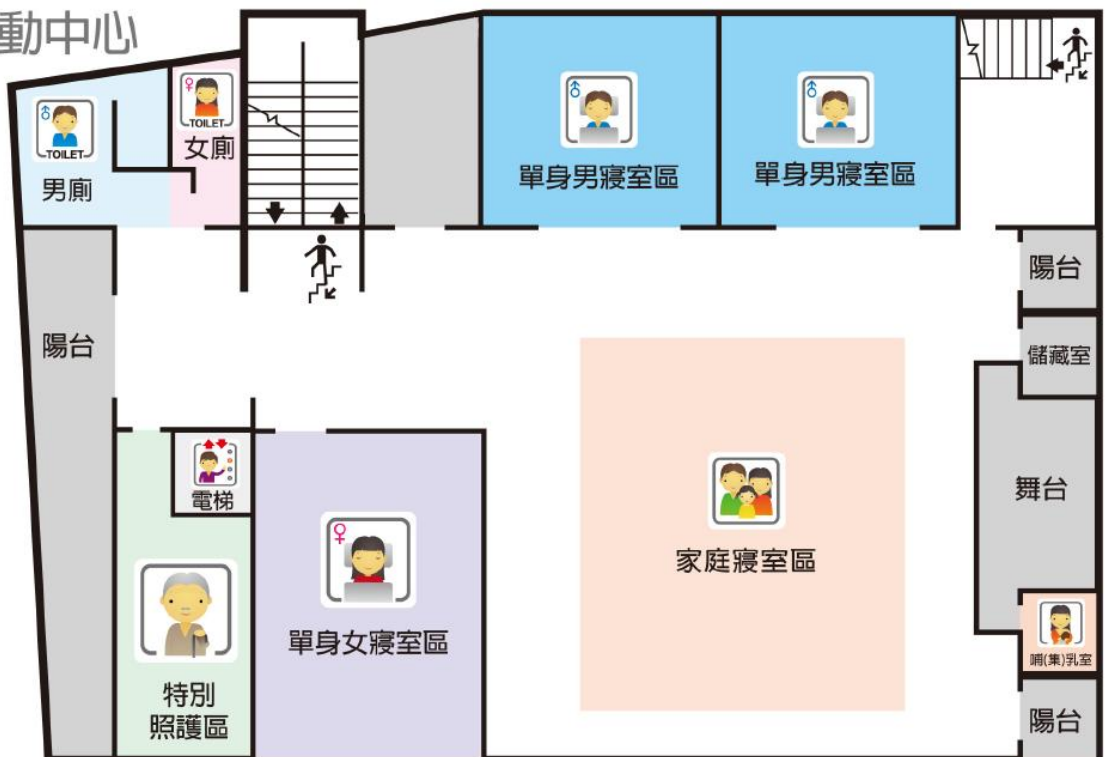 動中心
TOILET
男廁
TOILET
女廁
單身男寢室區
單身男寢室區
陽台
陽台
儲藏室
電梯
舞台
家庭寢室區
單身女寢室區
哺(集)乳室
特別
照護區
陽台